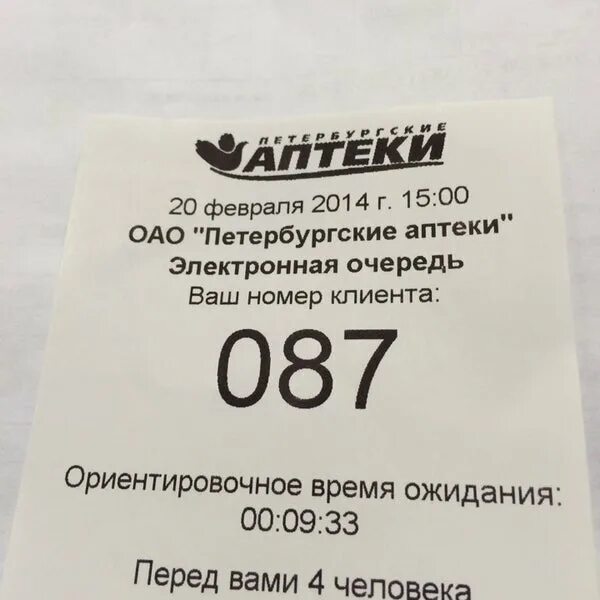 ПЕТЕРБУРГСКИЕ
АПТЕКИ
20 февраля 2014 г. 15:00
ОАО "Петербургские аптеки"
Электронная очередь
Ваш номер клиента:
087
Ориентировочное время ожидания:
00:09:33
Перед вами 4 человека